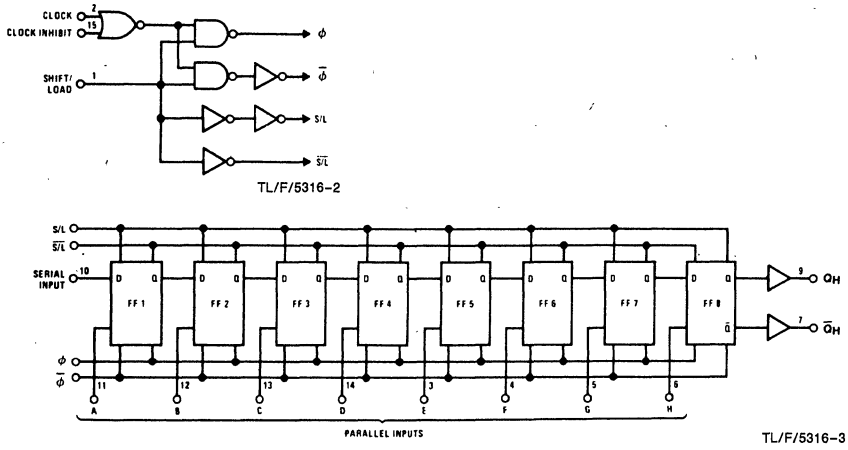 CLOCK 2
CLOCK INHIBIT 15
SHIFT/
LOAD 1
ϕ
ϕ̅
S/L
S̅/̅L̅
TL/F/5316–2
S/L
S̅/̅L̅
SERIAL
INPUT 10
D Q D Q D Q D Q D Q D Q D Q D Q
FF 1 FF 2 FF 3 FF 4 FF 5 FF 6 FF 7 FF 8
Q̅
9 QH
7 Q̅H
ϕ
ϕ̅
11 12 13 14 3 4 5 6
A B C D E F G H
PARALLEL INPUTS
TL/F/5316–3